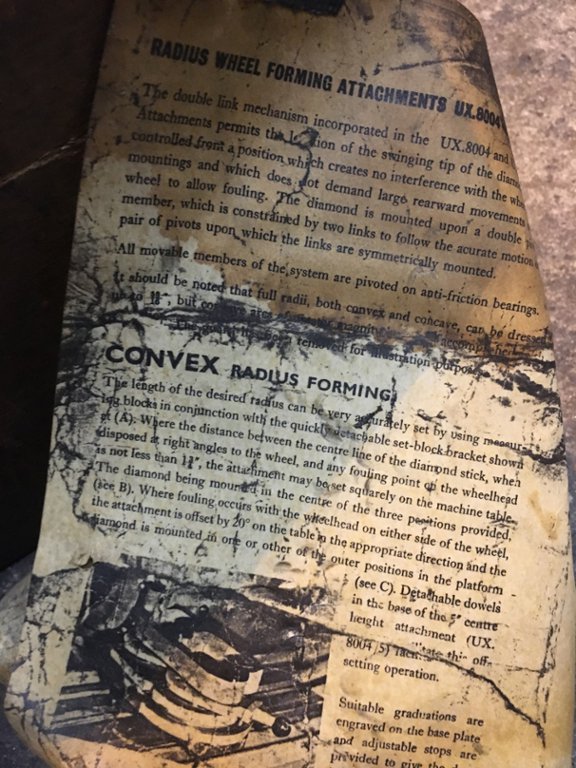 RADIUS WHEEL FORMING ATTACHMENTS UX.8004
The double link mechanism incorporated in the UX.8004 and
Attachments permits the of the swinging tip of the
controlled from a position which creates no interference with the
mountings and which does not demand large rearward movements
wheel to allow fouling. The diamond is mounted upon a double
member, which is constrained by two links to follow the acurate motion
pair of pivots upon which the links are symmetrically mounted.
All movable members of the system are pivoted on anti-friction bearings.
It should be noted that full radii, both convex and concave, can be dressed
up to but arcs of
The been removed for illustration
CONVEX RADIUS FORMING
The length of the desired radius can be very accurately set by using
blocks in conjunction with the quickly detachable set-block bracket shown
at (A). Where the distance between the centre line of the diamond stick, when
disposed at right angles to the wheel, and any fouling point on the wheelhead
is not less than the attachment may be set squarely on the machine table.
The diamond being mounted in the centre of the three positions provided.
(see B). Where fouling occurs with the wheelhead on either side of the wheel,
the attachment is offset by 20° on the table in the appropriate direction and the
diamond is mounted in one or other of the outer positions in the platform
(see C). Detachable dowels
in the base of the 5" centre
height attachment (UX.
8004/5) this off-
setting operation.
Suitable graduations are
engraved on the base plate
and adjustable stops are
provided to give the